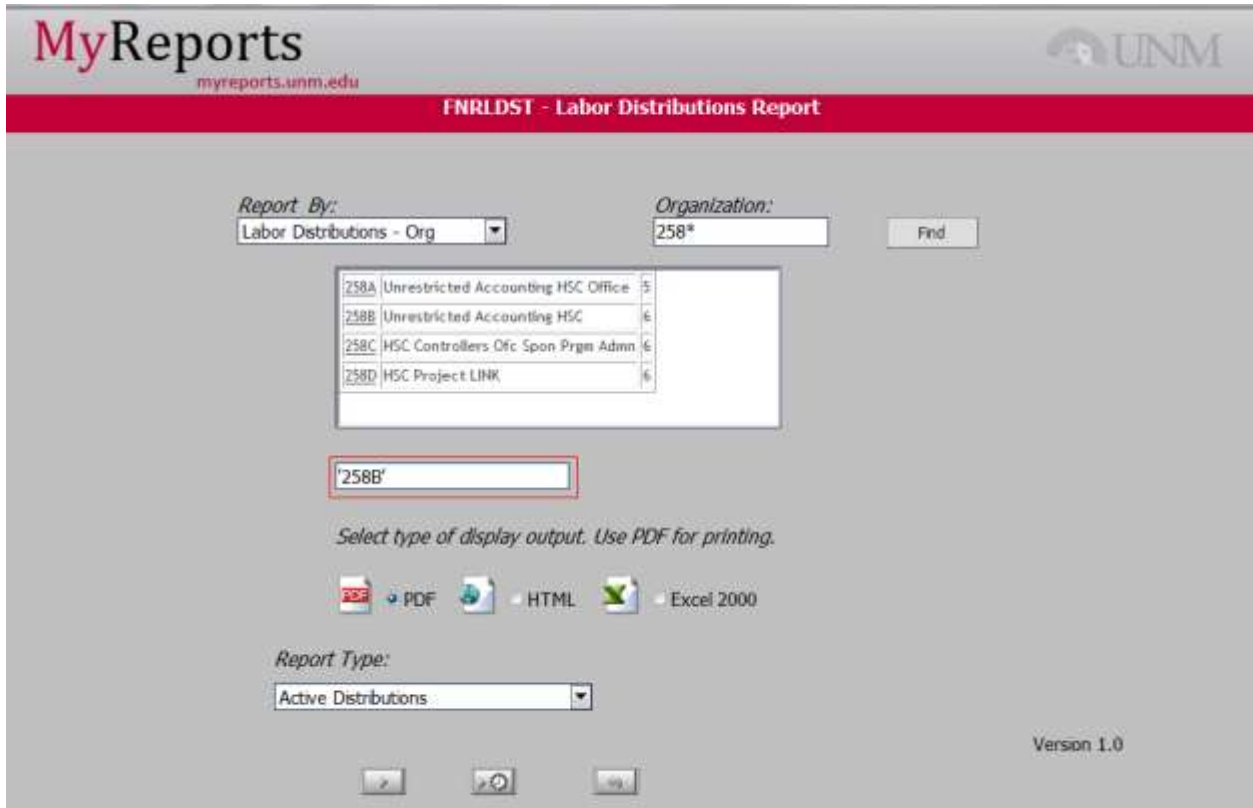 MyReports
UNM
myreports.unm.edu
FNRLDST - Labor Distributions Report
Report By:
Organization:
Labor Distributions - Org
258*
Find
258A Unrestricted Accounting HSC Office 5
258B Unrestricted Accounting HSC 6
258C HSC Controllers Ofc Spon Prgm Admn 6
258D HSC Project LINK 6
'258B'
Select type of display output. Use PDF for printing.
PDF PDF HTML Excel 2000
Report Type:
Active Distributions
Version 1.0